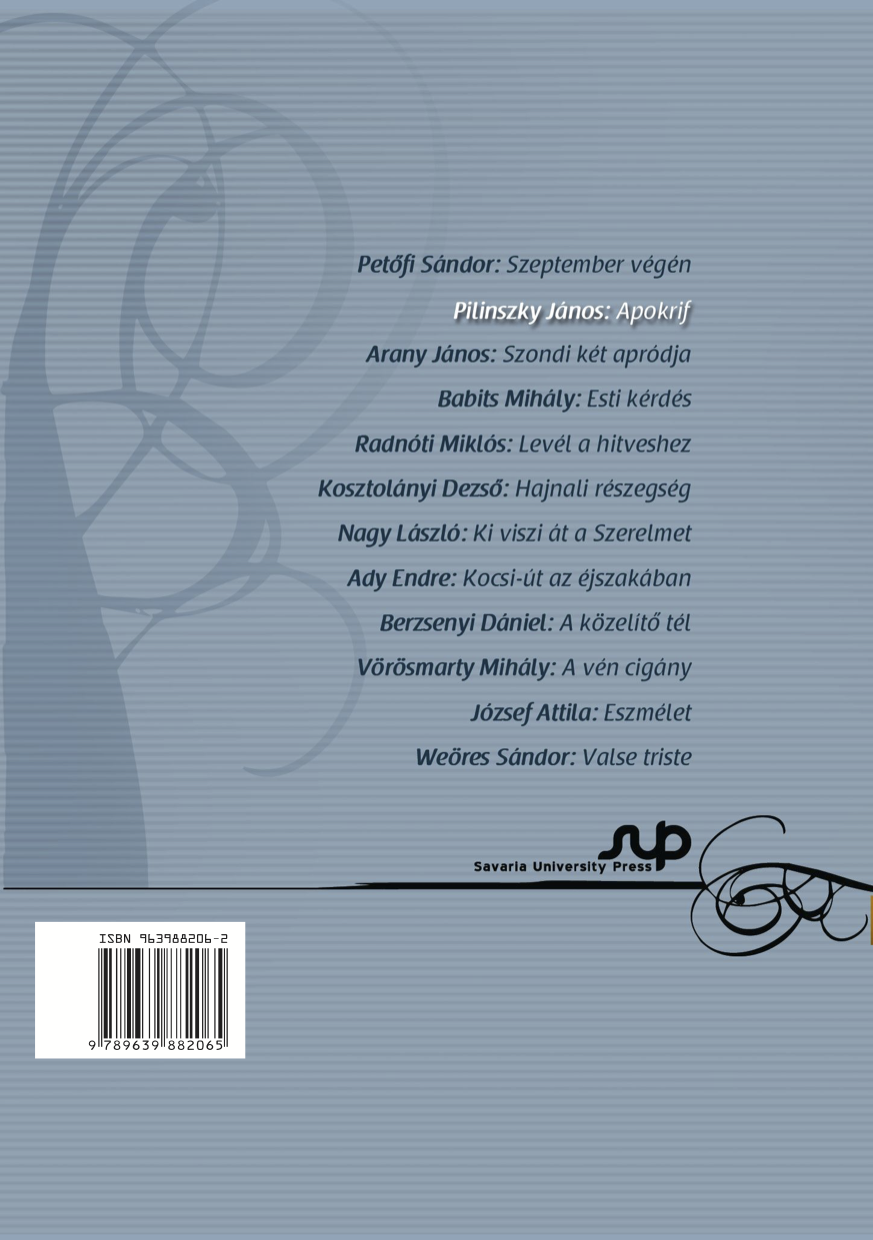 Petőfi Sándor: Szeptember végén
Pilinszky János: Apokrif
Arany János: Szondi két apródja
Babits Mihály: Esti kérdés
Radnóti Miklós: Levél a hitveshez
Kosztolányi Dezső: Hajnali részegség
Nagy László: Ki viszi át a Szerelmet
Ady Endre: Kocsi-út az éjszakában
Berzsenyi Dániel: A közelítő tél
Vörösmarty Mihály: A vén cigány
József Attila: Eszmélet
Weöres Sándor: Valse triste
sup
Savaria University Press
ISBN 963988206-2
9 789639 882065